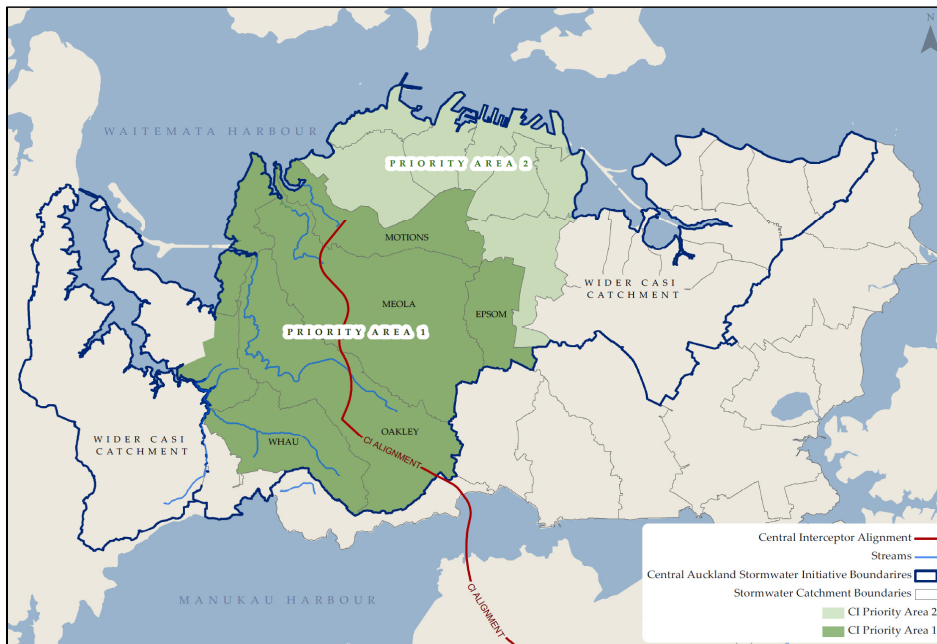 N
WAITEMATA HARBOUR
PRIORITY AREA 2
MOTIONS
WIDER CASI
CATCHMENT
MEOLA
EPSOM
PRIORITY AREA 1
OAKLEY
WIDER CASI
CATCHMENT
WHAU
CI ALIGNMENT
Central Interceptor Alignment
Streams
Central Auckland Stormwater Initiative Boundarires
Stormwater Catchment Boundaries
CI Priority Area 2
CI Priority Area 1
MANUKAU HARBOUR
CI ALIGNMENT